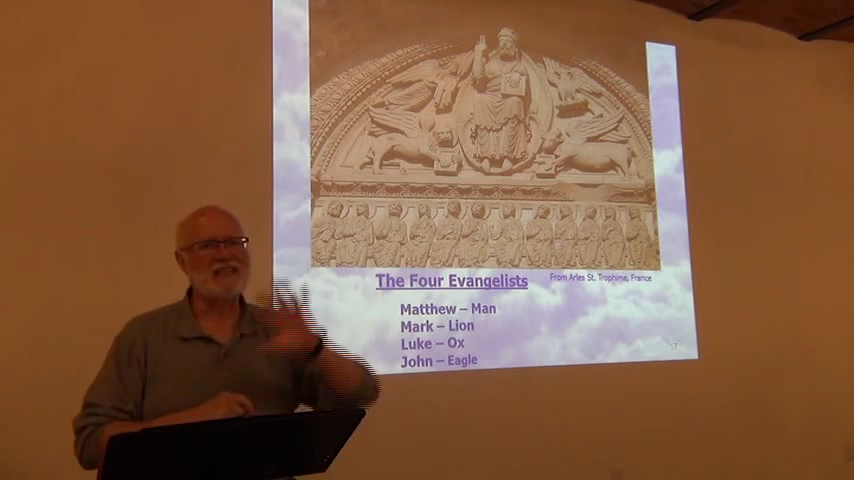 From Arles St. Trophime, France
The Four Evangelists
Matthew – Man
Mark – Lion
Luke – Ox
John – Eagle